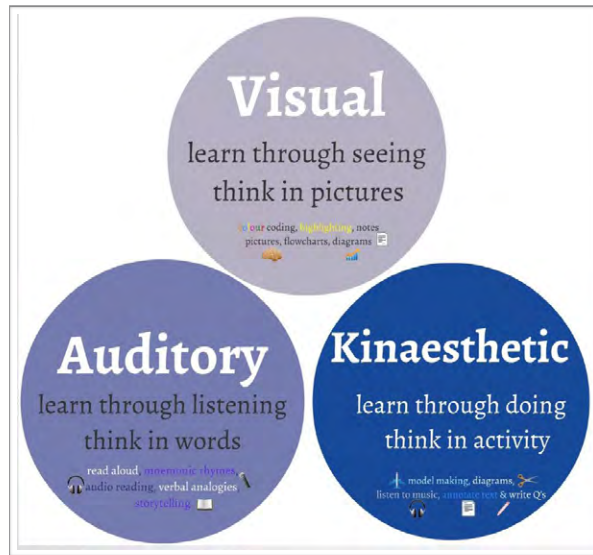 Visual
learn through seeing
think in pictures
colour coding, highlighting, notes
pictures, flowcharts, diagrams
Auditory
learn through listening
think in words
read aloud, mnemonic rhymes,
audio reading, verbal analogies,
storytelling
Kinaesthetic
learn through doing
think in activity
model making, diagrams,
listen to music, annotate text & write Q's